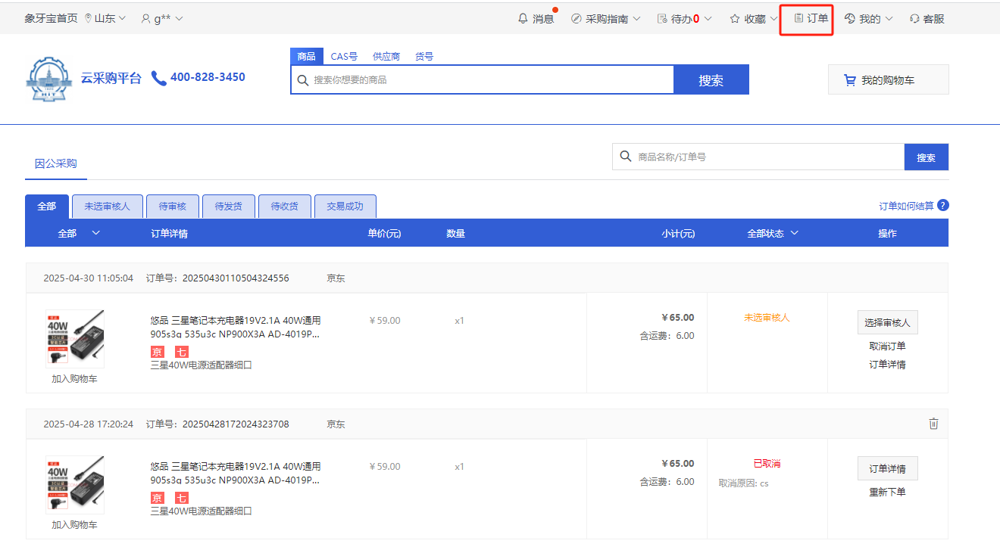 象牙宝首页 山东 g** 消息 采购指南 待办0 收藏 订单 我的 客服
商品 CAS号 供应商 货号
云采购平台 400-828-3450 搜索你想要的商品 搜索 我的购物车
HIT
因公采购 商品名称/订单号 搜索
全部 未选审核人 待审核 待发货 待收货 交易成功 订单如何结算 ?
全部 订单详情 单价(元) 数量 小计(元) 全部状态 操作
2025-04-30 11:05:04 订单号: 20250430110504324556 京东
40W
悠品 三星笔记本充电器19V2.1A 40W通用 ¥59.00 x1 ¥65.00 未选审核人 选择审核人
905s3g 535u3c NP900X3A AD-4019P... 含运费: 6.00 取消订单
京 七
三星40W电源适配器细口 订单详情
加入购物车
2025-04-28 17:20:24 订单号: 20250428172024323708 京东
40W
悠品 三星笔记本充电器19V2.1A 40W通用 ¥59.00 x1 ¥65.00 已取消 订单详情
905s3g 535u3c NP900X3A AD-4019P... 含运费: 6.00 取消原因: cs 重新下单
京 七
三星40W电源适配器细口
加入购物车